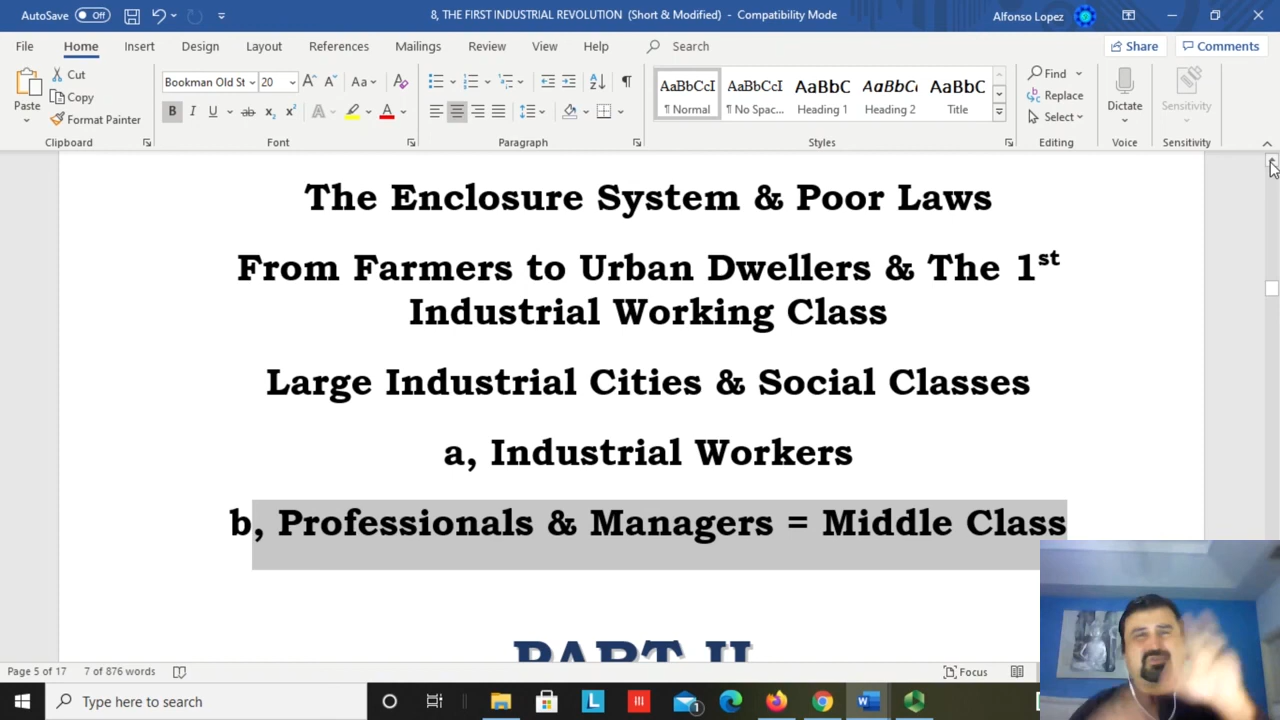 AutoSave Off 8, THE FIRST INDUSTRIAL REVOLUTION (Short & Modified) - Compatibility Mode Alfonso Lopez
File Home Insert Design Layout References Mailings Review View Help Search Share Comments
Paste Cut Copy Format Painter
Bookman Old St 20 Aa
B I U ab x₂ x² A A
AaBbCcI AaBbCcI AaBbC AaBbCc AaBbC
¶ Normal ¶ No Spac... Heading 1 Heading 2 Title
Find Replace Select
Dictate Sensitivity
Clipboard Font Paragraph Styles Editing Voice Sensitivity
The Enclosure System & Poor Laws
From Farmers to Urban Dwellers & The 1st
Industrial Working Class
Large Industrial Cities & Social Classes
a, Industrial Workers
b, Professionals & Managers = Middle Class
PART II
Page 5 of 17 7 of 876 words Focus
Type here to search